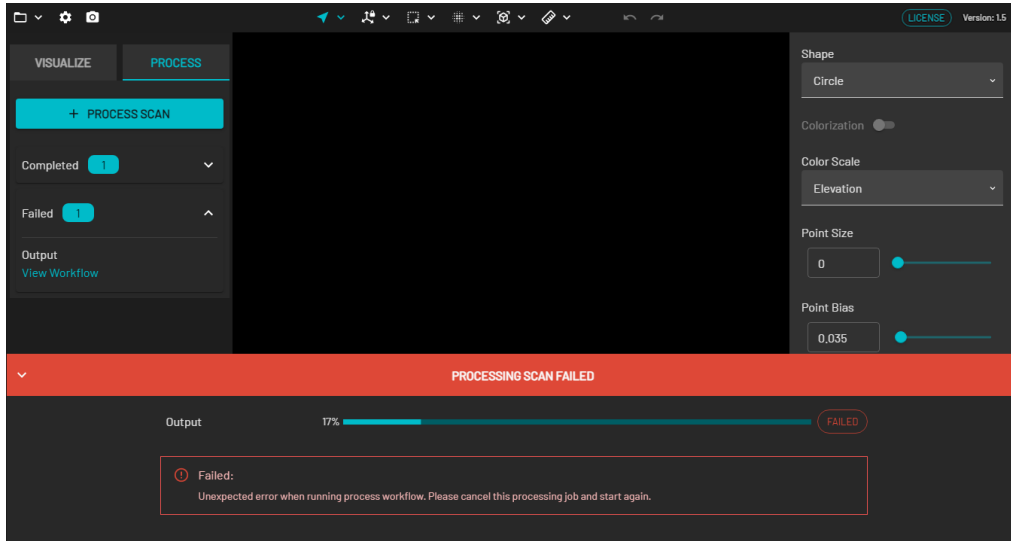 LICENSE Version: 1.5
VISUALIZE PROCESS
+ PROCESS SCAN
Completed 1
Failed 1
Output
View Workflow
Shape
Circle
Colorization
Color Scale
Elevation
Point Size
0
Point Bias
0,035
PROCESSING SCAN FAILED
Output 17% FAILED
Failed:
Unexpected error when running process workflow. Please cancel this processing job and start again.